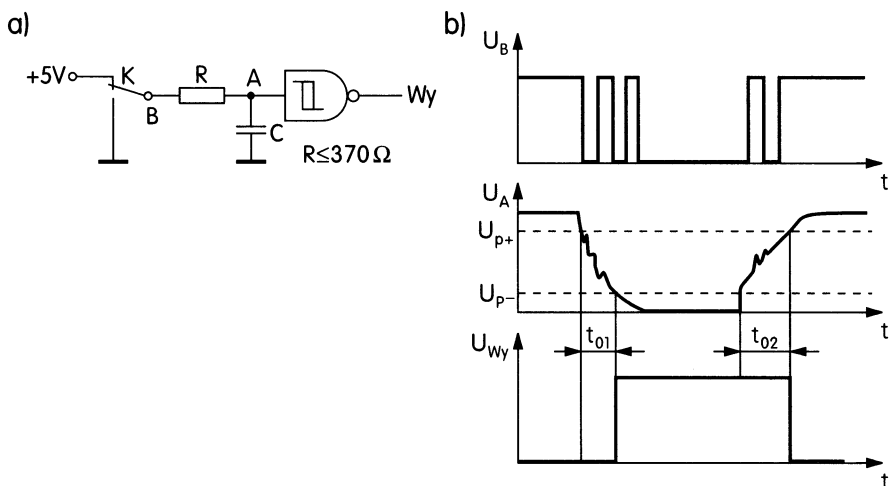 a)
+5V
K
R
A
B
C
Wy
R≤370Ω
b)
U_B
t
U_A
U_p+
U_p−
t
t_01
t_02
U_Wy
t